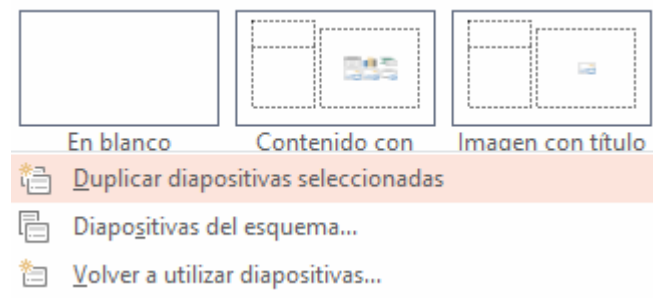 En blanco Contenido con Imagen con título
Duplicar diapositivas seleccionadas
Diapositivas del esquema...
Volver a utilizar diapositivas...